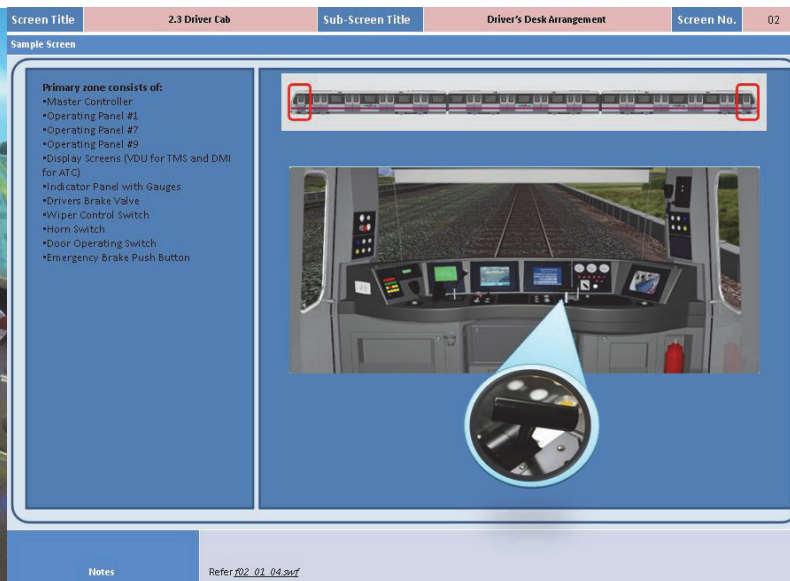 Screen Title 2.3 Driver Cab Sub-Screen Title Driver's Desk Arrangement Screen No. 02
Sample Screen
Primary zone consists of:
•Master Controller
•Operating Panel #1
•Operating Panel #7
•Operating Panel #9
•Display Screens (VDU for TMS and DMI
for ATC)
•Indicator Panel with Gauges
•Drivers Brake Valve
•Wiper Control Switch
•Horn Switch
•Door Operating Switch
•Emergency Brake Push Button
Notes Refer f02_01_04.swf